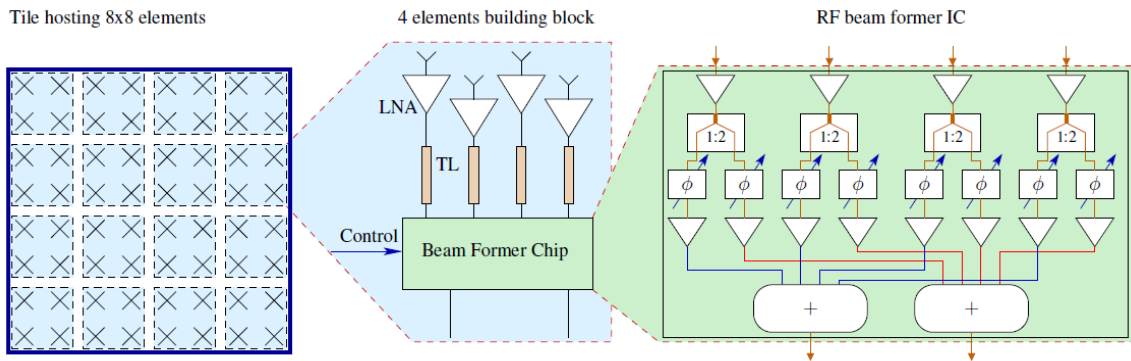 Tile hosting 8x8 elements
4 elements building block
RF beam former IC
LNA
TL
Control
Beam Former Chip
1:2 1:2 1:2 1:2
ϕ ϕ ϕ ϕ ϕ ϕ ϕ ϕ
+ +